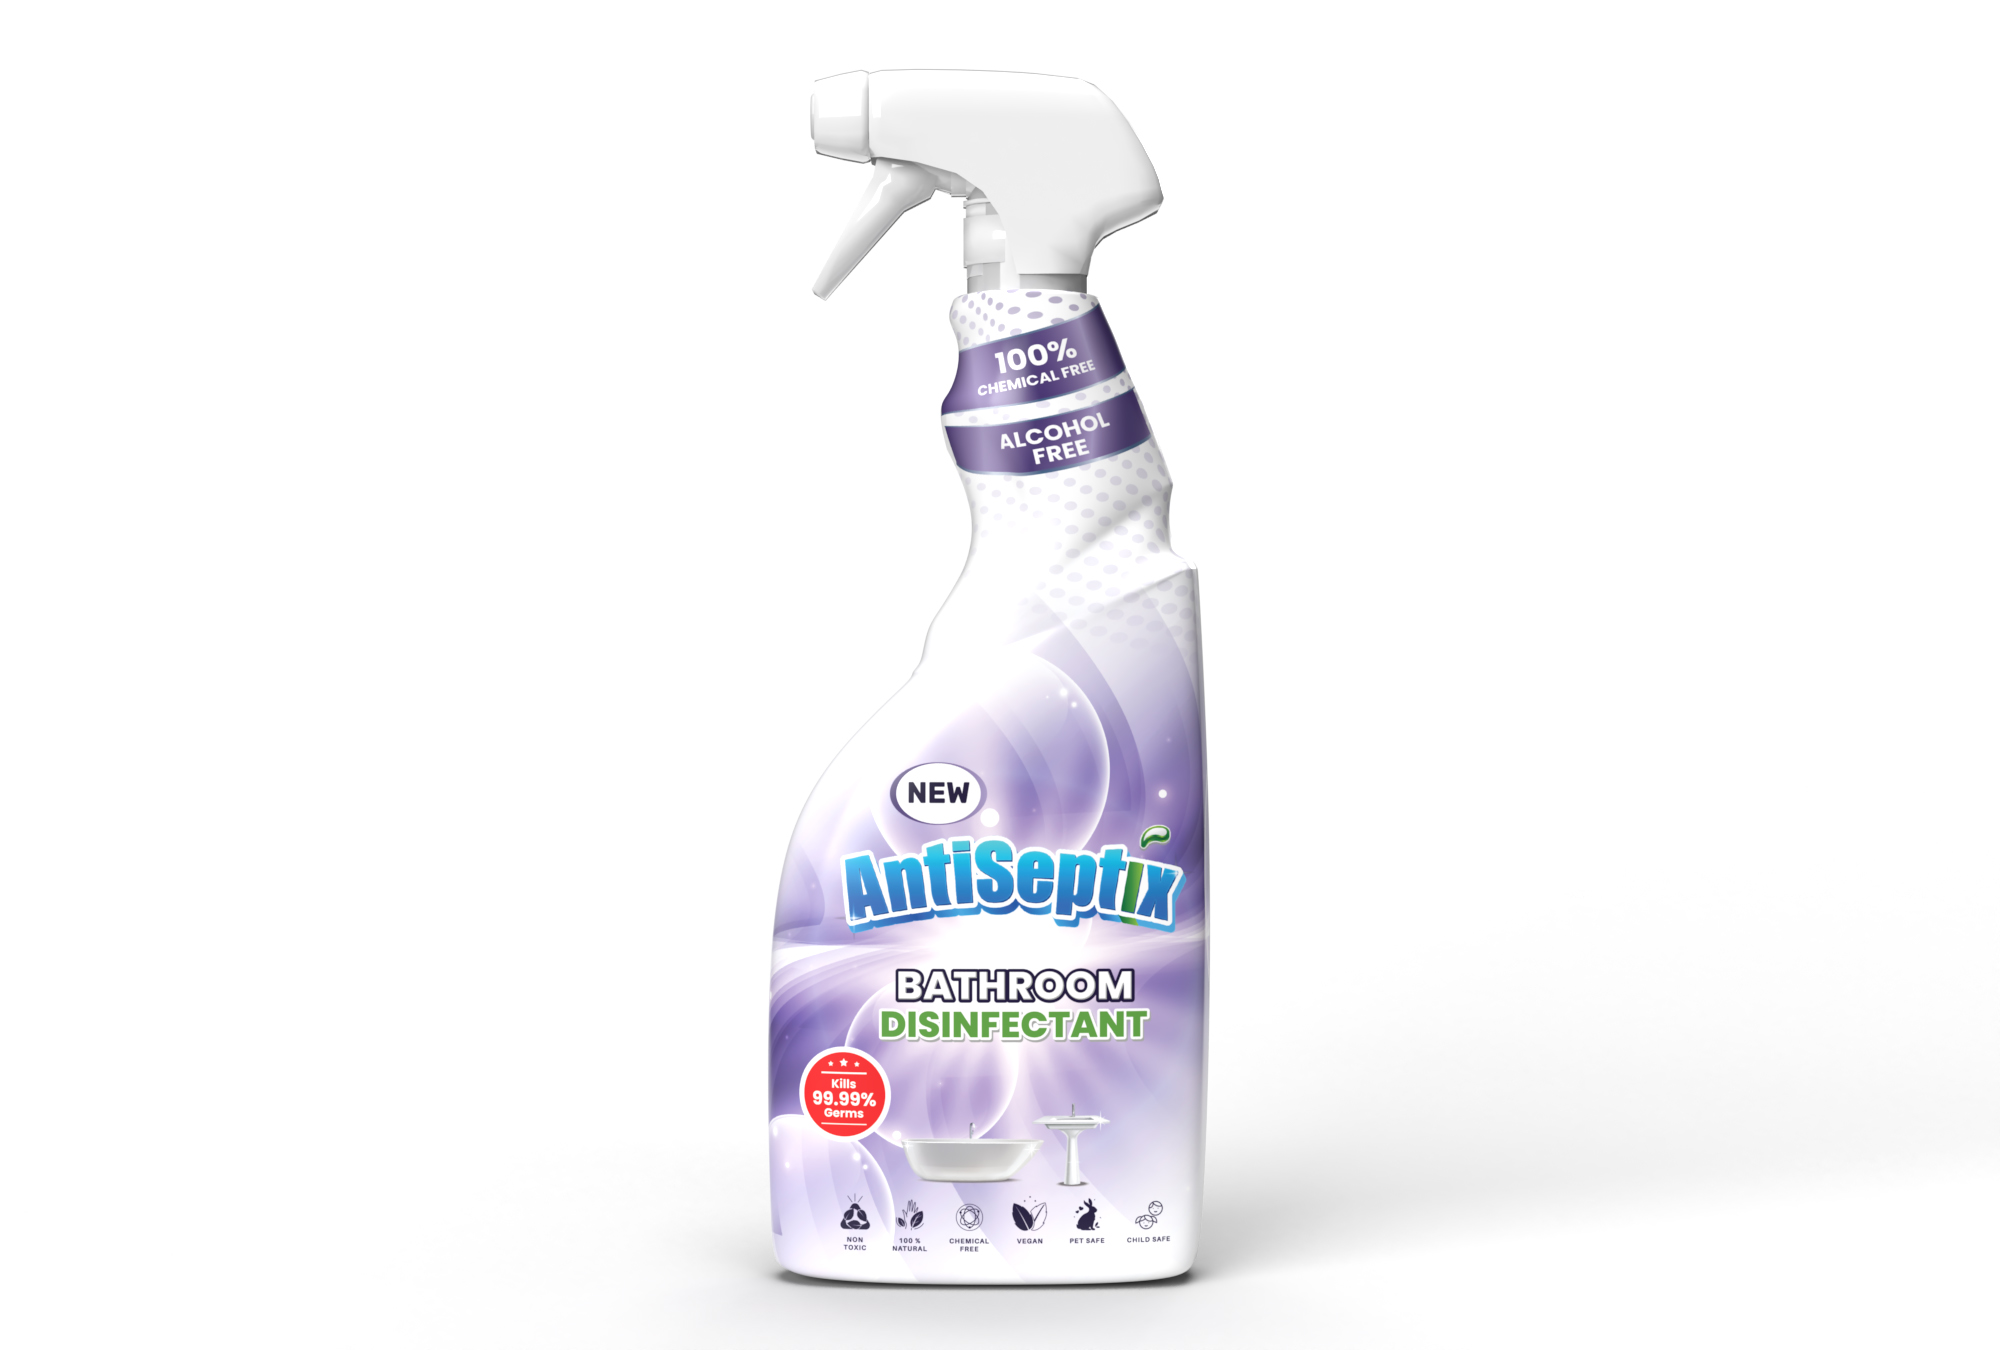 100%
CHEMICAL FREE
ALCOHOL
FREE
NEW
AntiSeptix
BATHROOM
DISINFECTANT
Kills
99.99%
Germs
NON
TOXIC
100 %
NATURAL
CHEMICAL
FREE
VEGAN
PET SAFE
CHILD SAFE